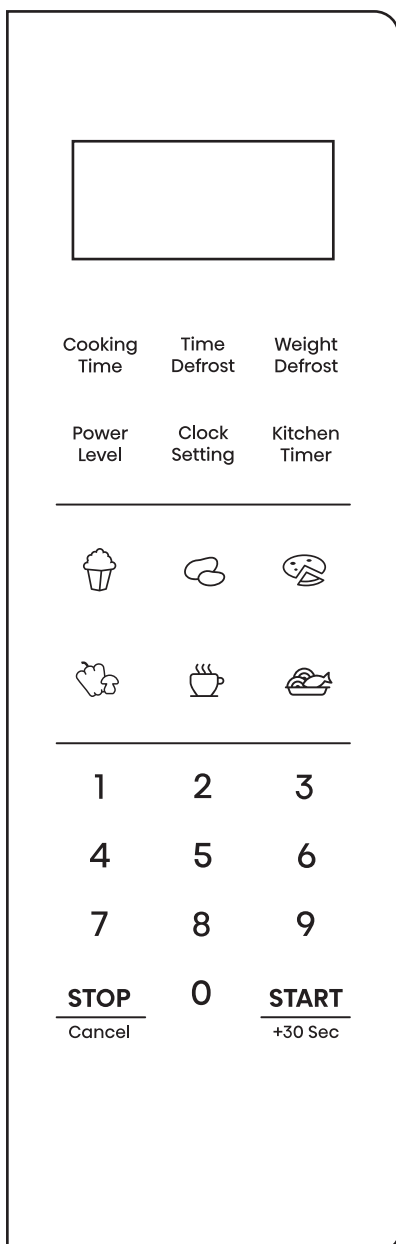 Cooking Time
Time Defrost
Weight Defrost
Power Level
Clock Setting
Kitchen Timer
1 2 3
4 5 6
7 8 9
STOP 0 START
Cancel +30 Sec